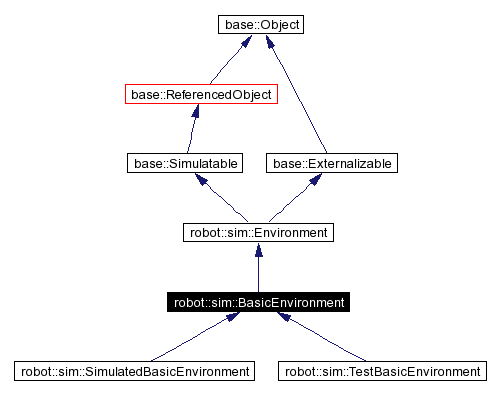 base::Object
base::ReferencedObject
base::Simulatable
base::Externalizable
robot::sim::Environment
robot::sim::BasicEnvironment
robot::sim::SimulatedBasicEnvironment
robot::sim::TestBasicEnvironment